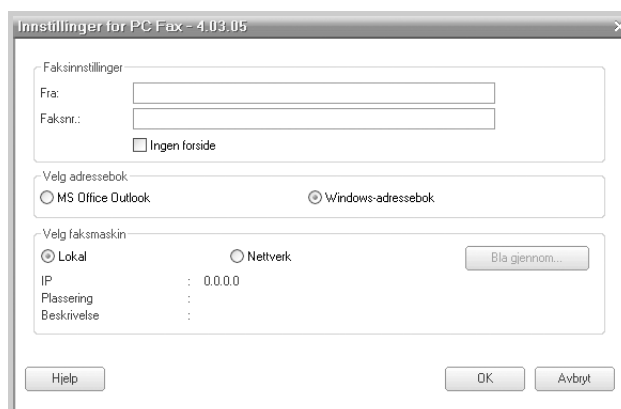 Innstillinger for PC Fax - 4.03.05
Faksinnstillinger
Fra:
Faksnr.:
Ingen forside
Velg adressebok
MS Office Outlook Windows-adressebok
Velg faksmaskin
Lokal Nettverk Bla gjennom...
IP : 0.0.0.0
Plassering :
Beskrivelse :
Hjelp OK Avbryt